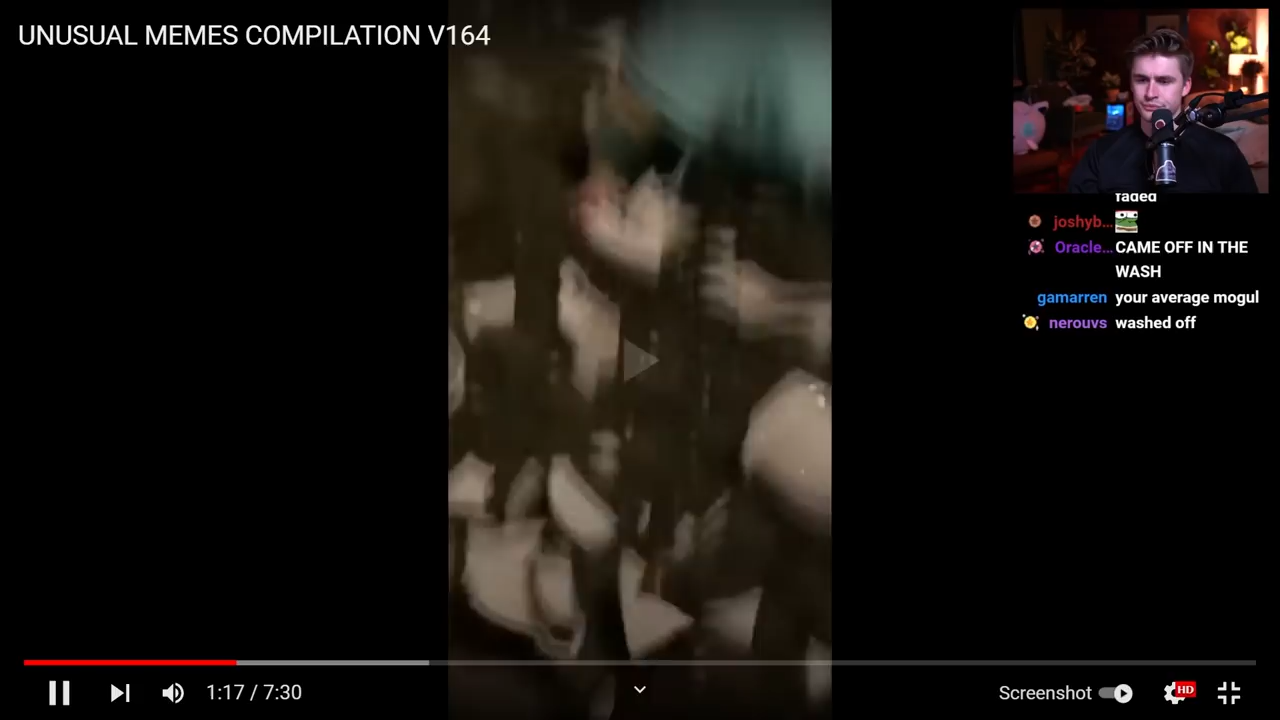 UNUSUAL MEMES COMPILATION V164
faded
joshyb...
Oracle... CAME OFF IN THE
WASH
gamarren your average mogul
nerouvs washed off
1:17 / 7:30
Screenshot
HD